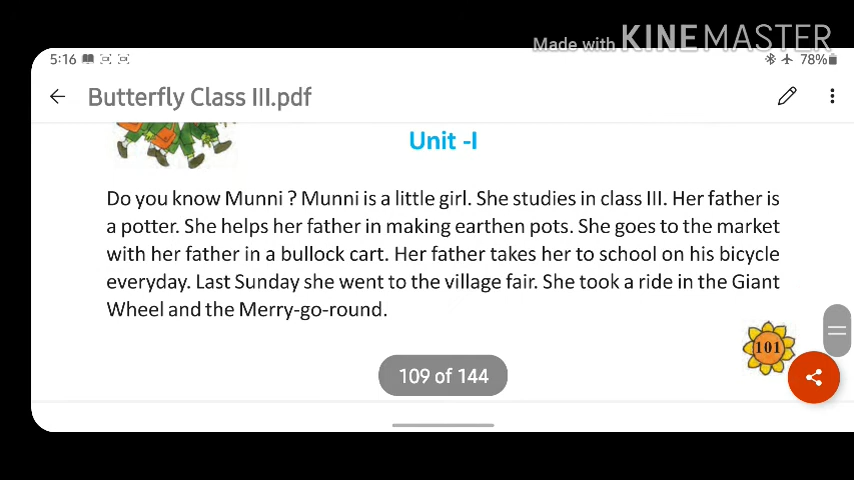 Made with KINEMASTER
5:16 78%
Butterfly Class III.pdf
Unit -I
Do you know Munni ? Munni is a little girl. She studies in class III. Her father is
a potter. She helps her father in making earthen pots. She goes to the market
with her father in a bullock cart. Her father takes her to school on his bicycle
everyday. Last Sunday she went to the village fair. She took a ride in the Giant
Wheel and the Merry-go-round.
101
109 of 144